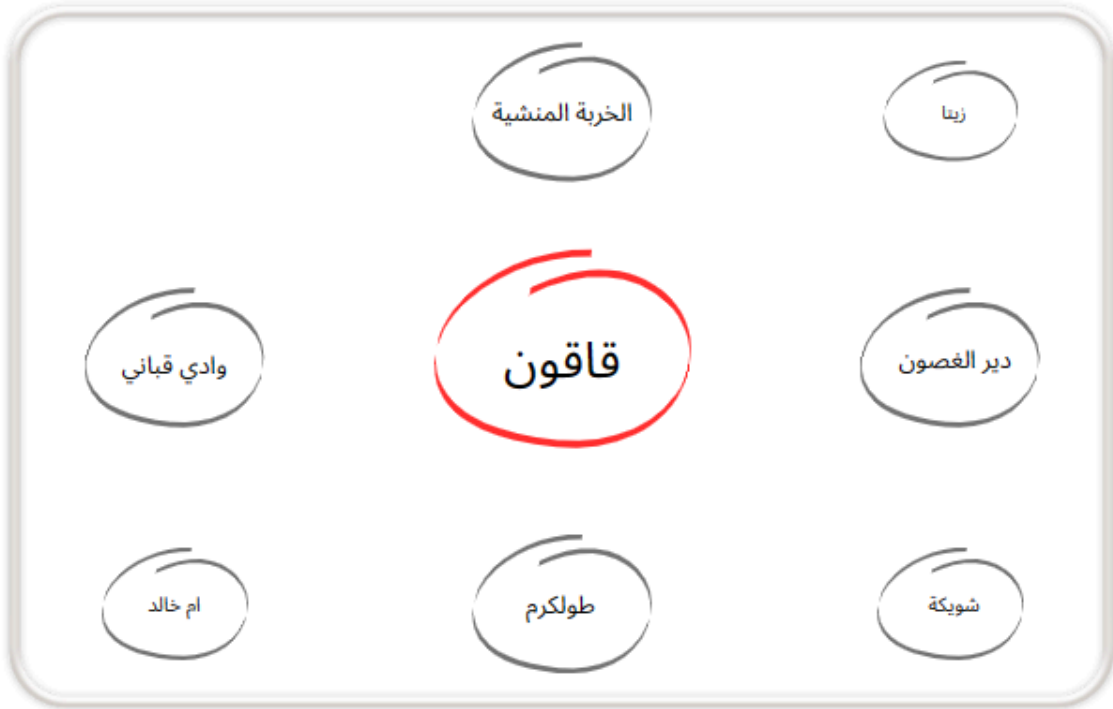 زيتا
الخربة المنشية
دير الغصون
قاقون
وادي قباني
شويكة
طولكرم
ام خالد